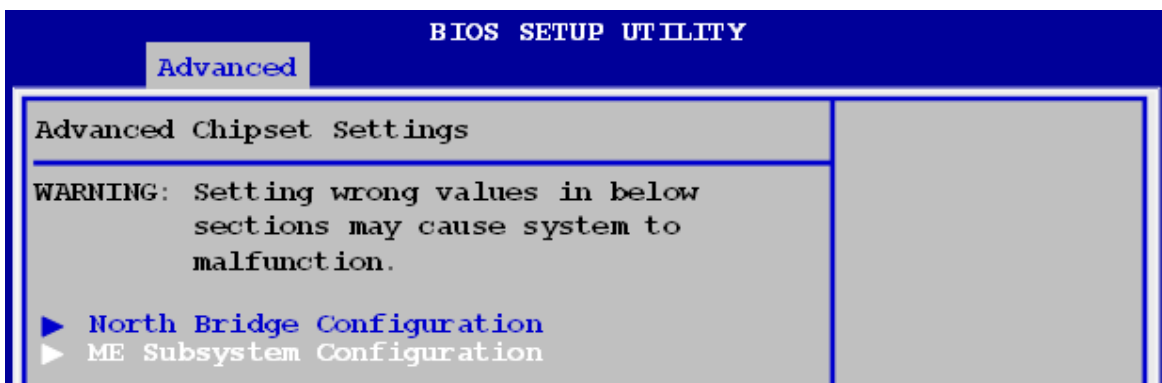 BIOS SETUP UTILITY
Advanced
Advanced Chipset Settings
WARNING: Setting wrong values in below
sections may cause system to
malfunction.
▶ North Bridge Configuration
▶ ME Subsystem Configuration